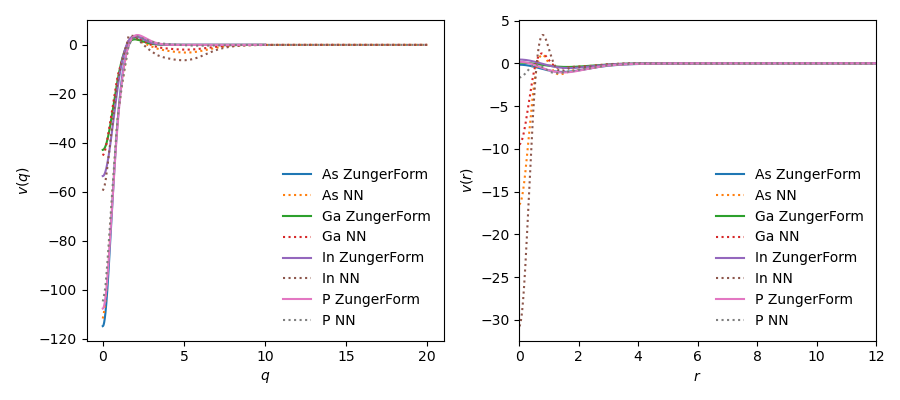 0
−20
−40
−60
−80
−100
−120
v(q)
As ZungerForm
As NN
Ga ZungerForm
Ga NN
In ZungerForm
In NN
P ZungerForm
P NN
0 5 10 15 20
q
5
0
−5
−10
−15
−20
−25
−30
v(r)
As ZungerForm
As NN
Ga ZungerForm
Ga NN
In ZungerForm
In NN
P ZungerForm
P NN
0 2 4 6 8 10 12
r